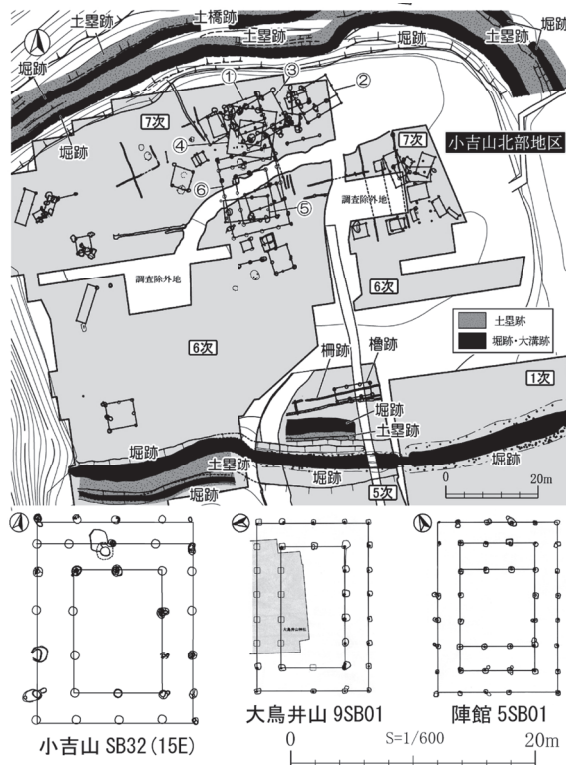 土橋跡
堀跡
土塁跡
土塁跡
堀跡
土塁跡
堀跡
①
③
②
7次
④
堀跡
7次
小吉山北部地区
⑥
調査除外地
⑤
調査除外地
6次
土塁跡
堀跡・大溝跡
6次
柵跡
櫓跡
1次
堀跡
土塁跡
堀跡
土塁跡
堀跡
堀跡
堀跡
5次
0
20m
小吉山 SB32(15E)
大鳥井山 9SB01
陣館 5SB01
0
S=1/600
20m